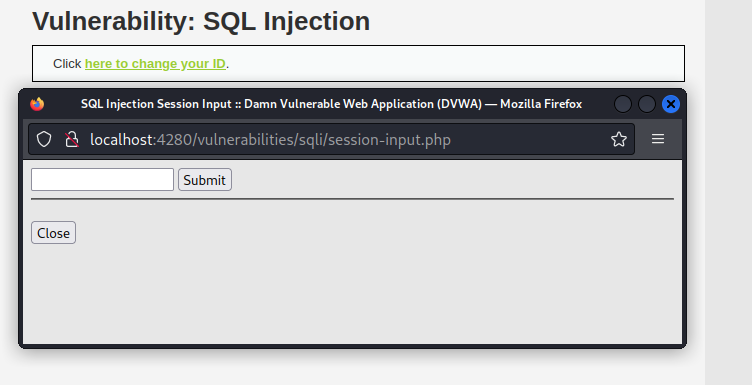 Vulnerability: SQL Injection
Click here to change your ID.
SQL Injection Session Input :: Damn Vulnerable Web Application (DVWA) — Mozilla Firefox
localhost:4280/vulnerabilities/sqli/session-input.php
Submit
Close